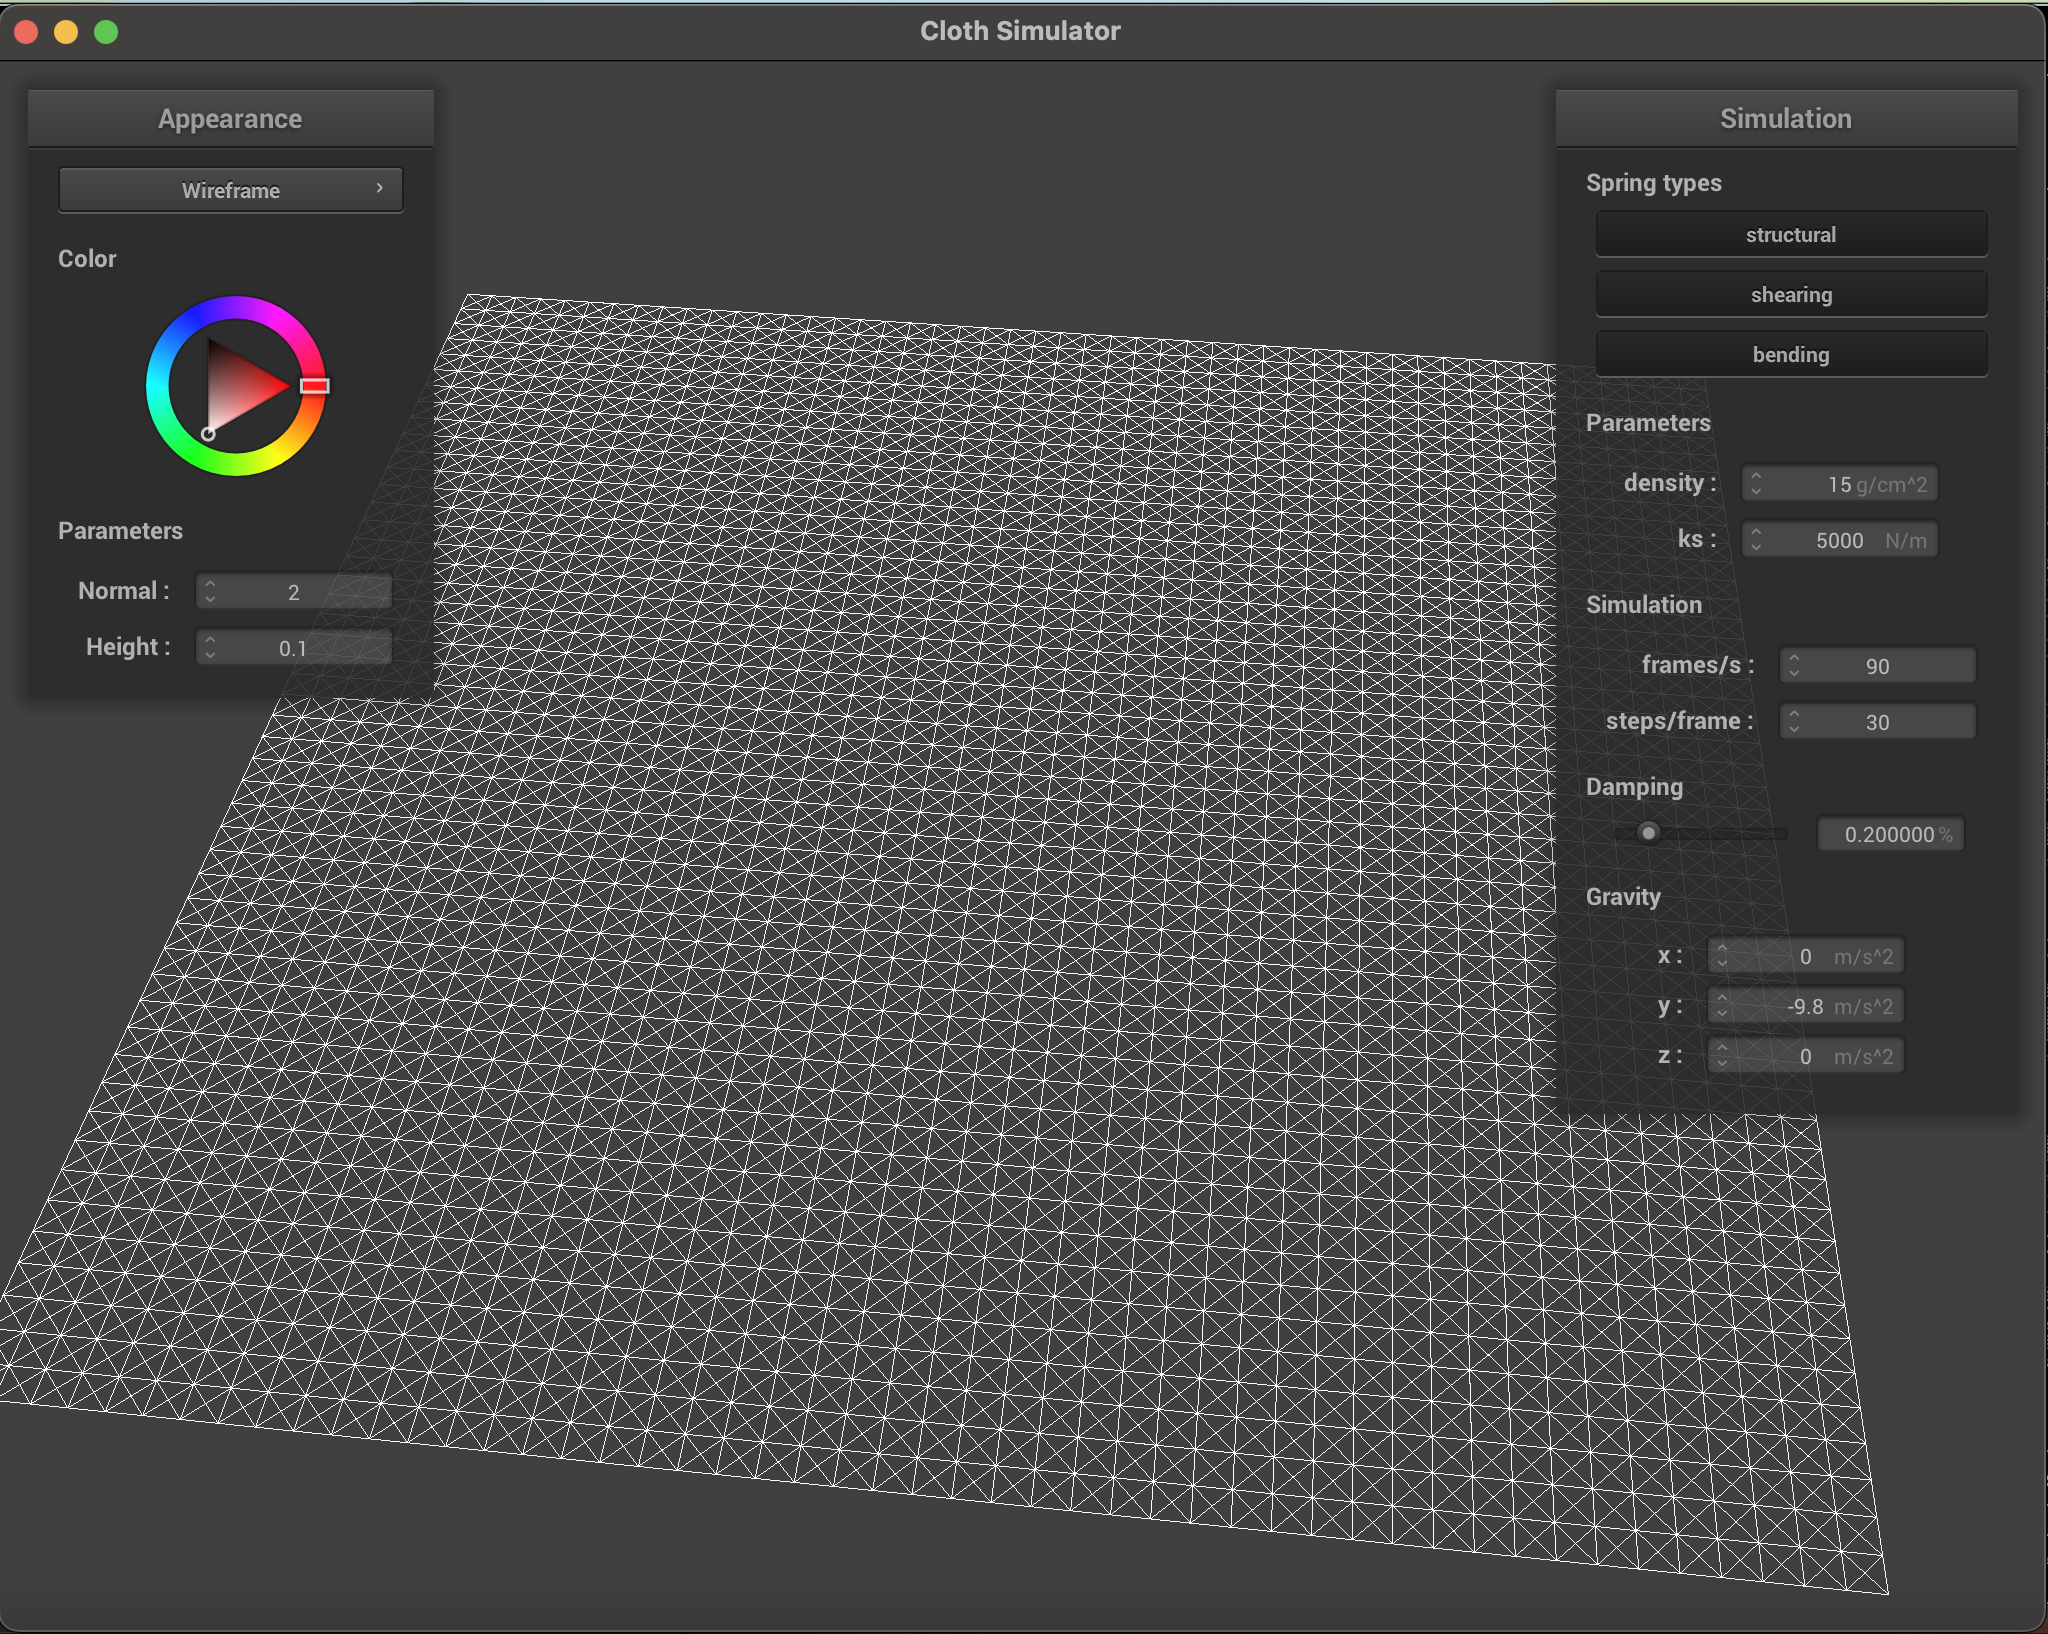 Cloth Simulator
Appearance
Wireframe
Color
Parameters
Normal : 2
Height : 0.1
Simulation
Spring types
structural
shearing
bending
Parameters
density : 15 g/cm^2
ks : 5000 N/m
Simulation
frames/s : 90
steps/frame : 30
Damping
0.200000 %
Gravity
x : 0 m/s^2
y : -9.8 m/s^2
z : 0 m/s^2